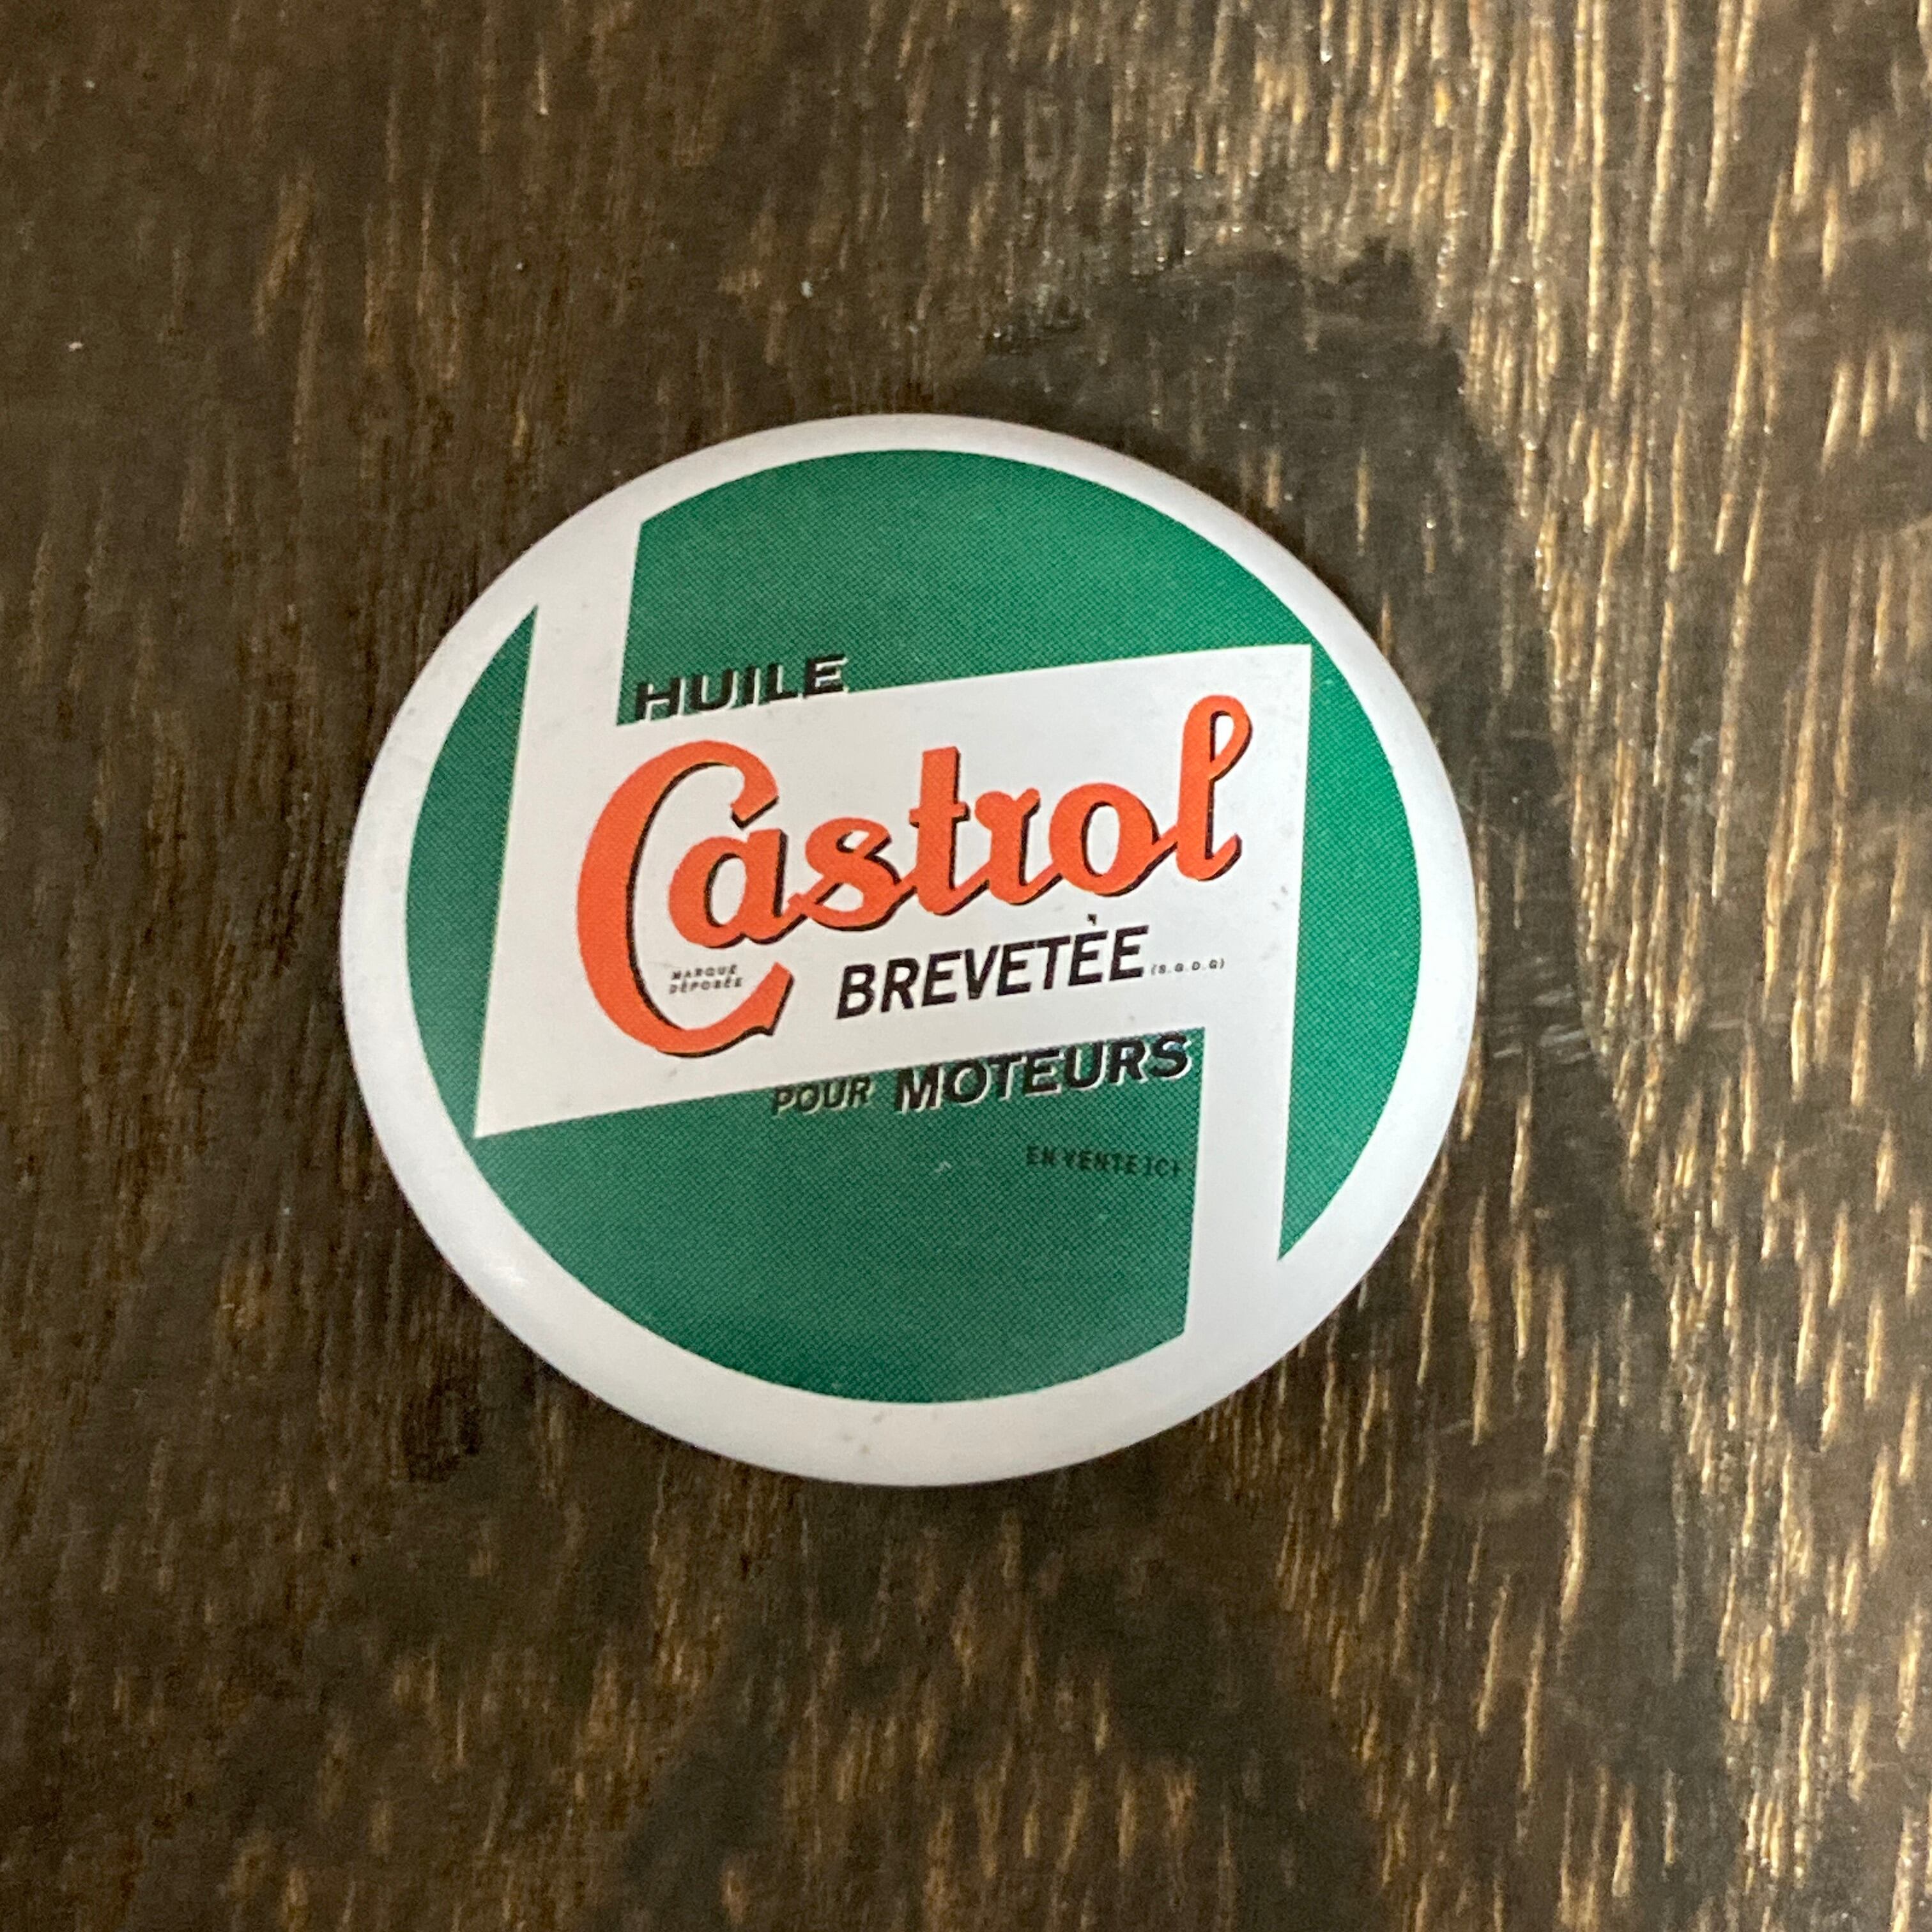 HUILE
Castrol
MARQUE
DÉPOSÉE
BREVETÈE (S.G.D.G)
POUR MOTEURS
EN VENTE ICI